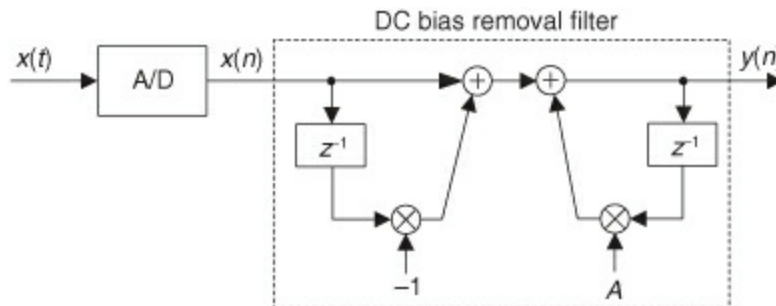 DC bias removal filter
x(t)
A/D
x(n)
+
+
y(n
z⁻¹
z⁻¹
–1
A